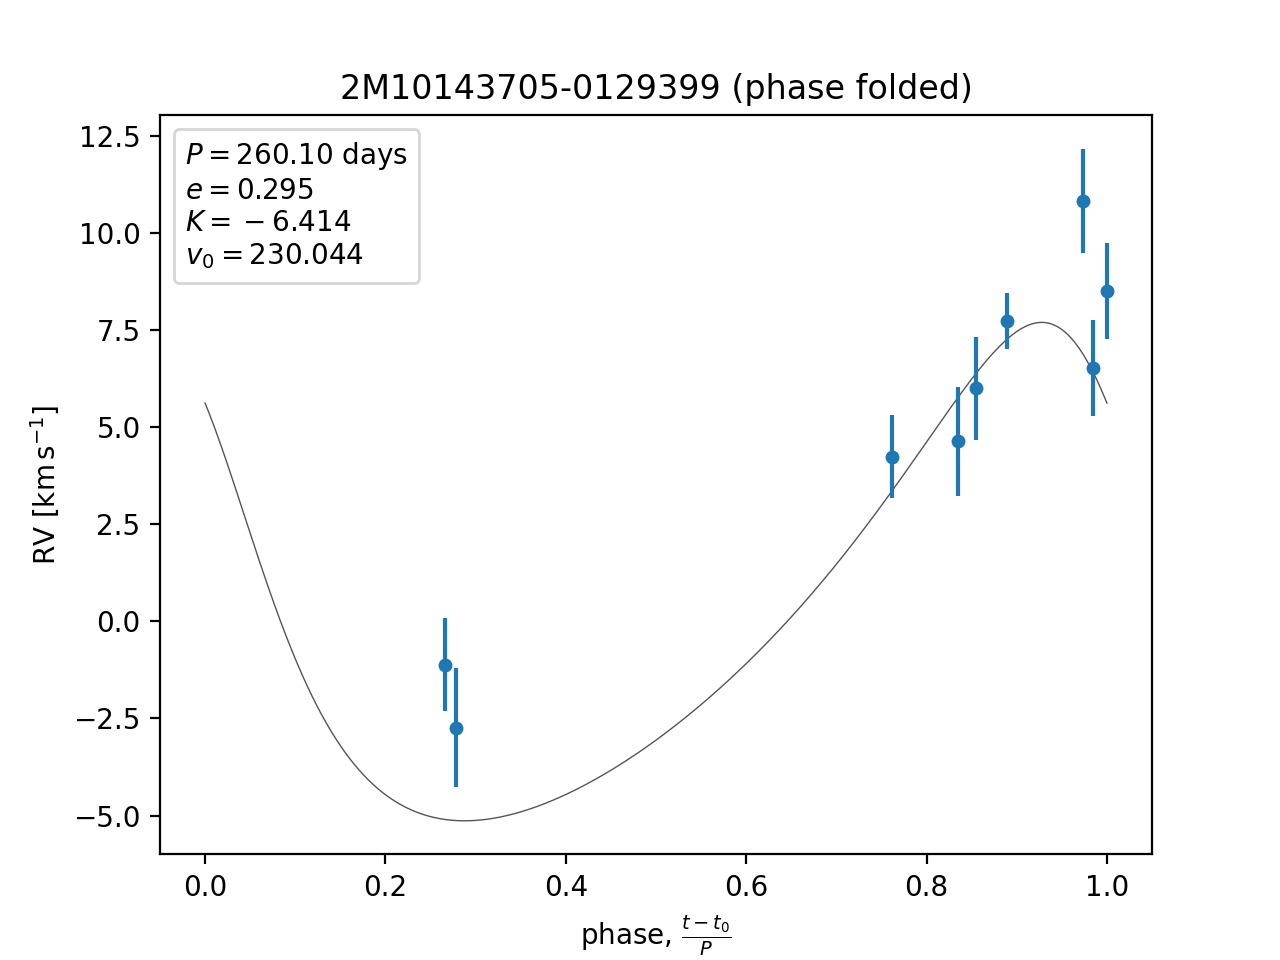 2M10143705-0129399 (phase folded)
P = 260.10 days
e = 0.295
K = −6.414
v₀ = 230.044
12.5
10.0
7.5
5.0
2.5
0.0
−2.5
−5.0
RV [km s⁻¹]
0.0 0.2 0.4 0.6 0.8 1.0
phase, (t − t₀)/P